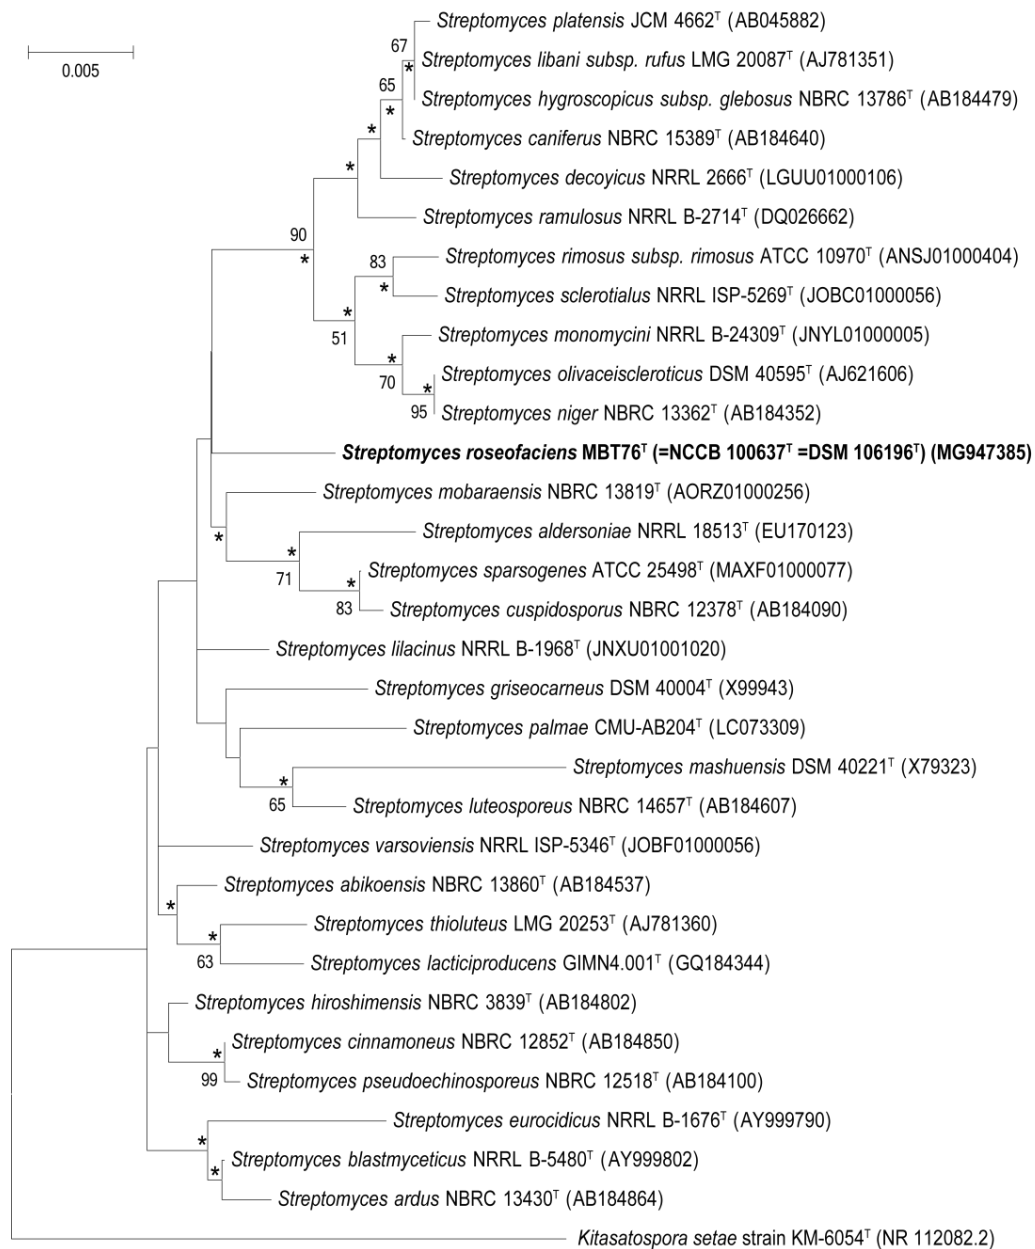 Streptomyces platensis JCM 4662ᵀ (AB045882)
67
Streptomyces libani subsp. rufus LMG 20087ᵀ (AJ781351)
*
0.005
65
Streptomyces hygroscopicus subsp. glebosus NBRC 13786ᵀ (AB184479)
*
*
Streptomyces caniferus NBRC 15389ᵀ (AB184640)
*
Streptomyces decoyicus NRRL 2666ᵀ (LGUU01000106)
Streptomyces ramulosus NRRL B-2714ᵀ (DQ026662)
90
*
83
Streptomyces rimosus subsp. rimosus ATCC 10970ᵀ (ANSJ01000404)
*
Streptomyces sclerotialus NRRL ISP-5269ᵀ (JOBC01000056)
*
51
Streptomyces monomycini NRRL B-24309ᵀ (JNYL01000005)
*
70
Streptomyces olivaceiscleroticus DSM 40595ᵀ (AJ621606)
*
95
Streptomyces niger NBRC 13362ᵀ (AB184352)
Streptomyces roseofaciens MBT76ᵀ (=NCCB 100637ᵀ =DSM 106196ᵀ) (MG947385)
Streptomyces mobaraensis NBRC 13819ᵀ (AORZ01000256)
*
Streptomyces aldersoniae NRRL 18513ᵀ (EU170123)
*
71
Streptomyces sparsogenes ATCC 25498ᵀ (MAXF01000077)
*
83
Streptomyces cuspidosporus NBRC 12378ᵀ (AB184090)
Streptomyces lilacinus NRRL B-1968ᵀ (JNXU01001020)
Streptomyces griseocarneus DSM 40004ᵀ (X99943)
Streptomyces palmae CMU-AB204ᵀ (LC073309)
Streptomyces mashuensis DSM 40221ᵀ (X79323)
*
65
Streptomyces luteosporeus NBRC 14657ᵀ (AB184607)
Streptomyces varsoviensis NRRL ISP-5346ᵀ (JOBF01000056)
Streptomyces abikoensis NBRC 13860ᵀ (AB184537)
*
Streptomyces thioluteus LMG 20253ᵀ (AJ781360)
*
63
Streptomyces lacticiproducens GIMN4.001ᵀ (GQ184344)
Streptomyces hiroshimensis NBRC 3839ᵀ (AB184802)
Streptomyces cinnamoneus NBRC 12852ᵀ (AB184850)
*
99
Streptomyces pseudoechinosporeus NBRC 12518ᵀ (AB184100)
Streptomyces eurocidicus NRRL B-1676ᵀ (AY999790)
*
Streptomyces blastmyceticus NRRL B-5480ᵀ (AY999802)
*
Streptomyces ardus NBRC 13430ᵀ (AB184864)
Kitasatospora setae strain KM-6054ᵀ (NR 112082.2)